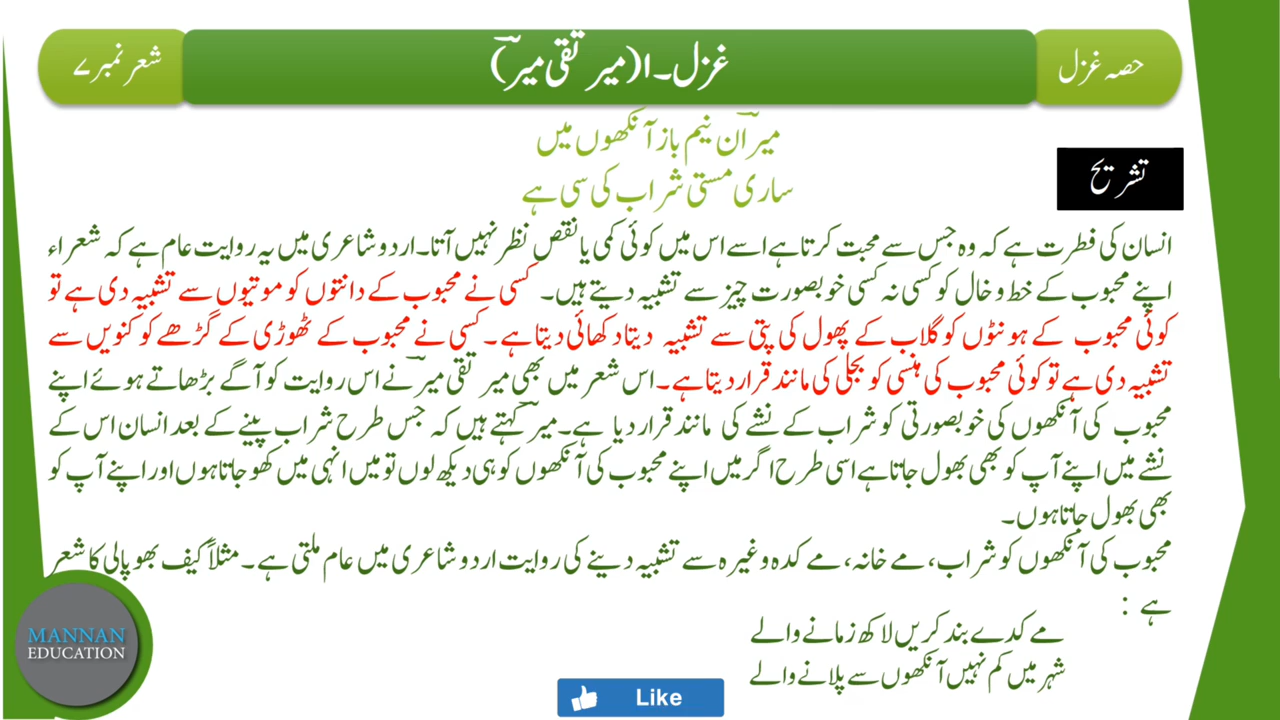 حصہ غزل
غزل۔۱(میر تقی میرؔ)
شعر نمبر ۷
میرؔ ان نیم باز آنکھوں میں
ساری مستی شراب کی سی ہے
تشریح
انسان کی فطرت ہے کہ وہ جس سے محبت کرتا ہے اسے اس میں کوئی کمی یا نقص نظر نہیں آتا۔ اردو شاعری میں یہ روایت عام ہے کہ شعراء
اپنے محبوب کے خط و خال کو کسی نہ کسی خوبصورت چیز سے تشبیہ دیتے ہیں۔ کسی نے محبوب کے دانتوں کو موتیوں سے تشبیہ دی ہے تو
کوئی محبوب کے ہونٹوں کو گلاب کے پھول کی پتی سے تشبیہ دیتا دکھائی دیتا ہے۔ کسی نے محبوب کے ٹھوڑی کے گڑھے کو کنویں سے
تشبیہ دی ہے تو کوئی محبوب کی ہنسی کو بجلی کی مانند قرار دیتا ہے۔ اس شعر میں بھی میر تقی میرؔ نے اس روایت کو آگے بڑھاتے ہوئے اپنے
محبوب کی آنکھوں کی خوبصورتی کو شراب کے نشے کی مانند قرار دیا ہے۔ میرؔ کہتے ہیں کہ جس طرح شراب پینے کے بعد انسان اس کے
نشے میں اپنے آپ کو بھی بھول جاتا ہے اسی طرح اگر میں اپنے محبوب کی آنکھوں کو ہی دیکھ لوں تو میں انہی میں کھو جاتا ہوں اور اپنے آپ کو
بھی بھول جاتا ہوں۔
محبوب کی آنکھوں کو شراب، مے خانہ، مے کدہ وغیرہ سے تشبیہ دینے کی روایت اردو شاعری میں عام ملتی ہے۔ مثلاً کیف بھوپالی کا شعر
ہے :
مے کدے بند کریں لاکھ زمانے والے
شہر میں کم نہیں آنکھوں سے پلانے والے
MANNAN
EDUCATION
Like